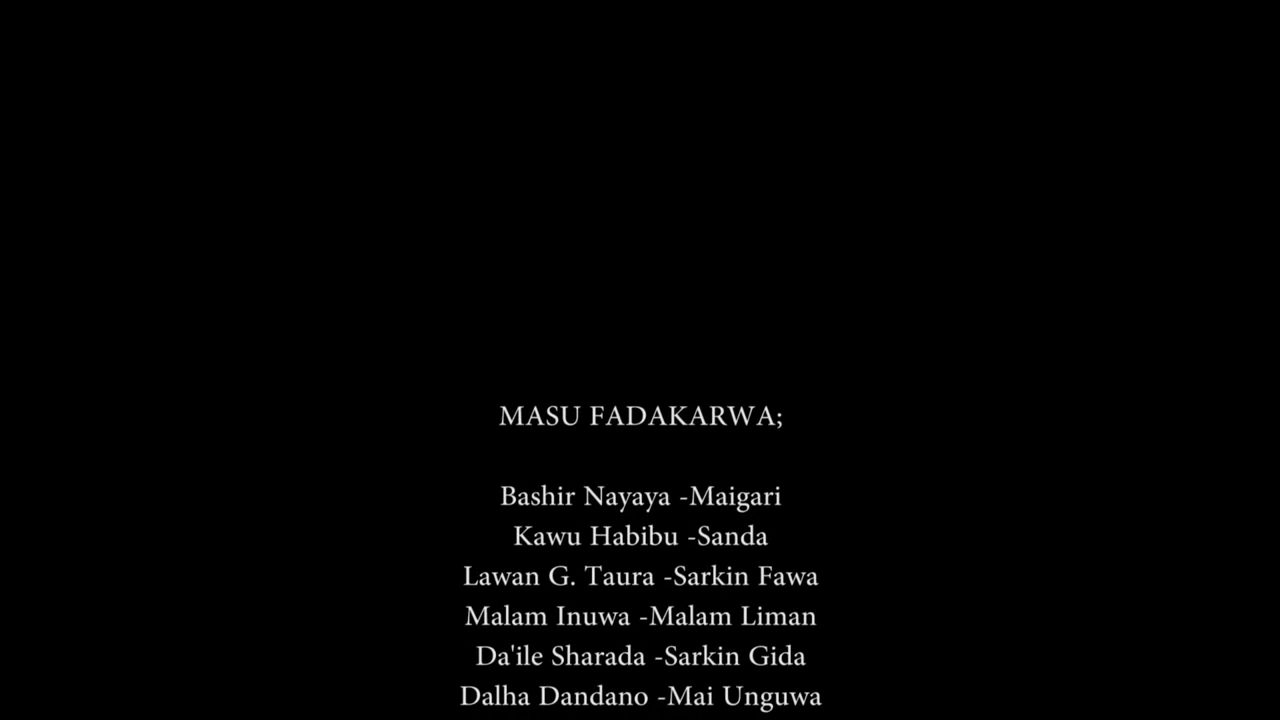 MASU FADAKARWA;
Bashir Nayaya -Maigari
Kawu Habibu -Sanda
Lawan G. Taura -Sarkin Fawa
Malam Inuwa -Malam Liman
Da'ile Sharada -Sarkin Gida
Dalha Dandano -Mai Unguwa